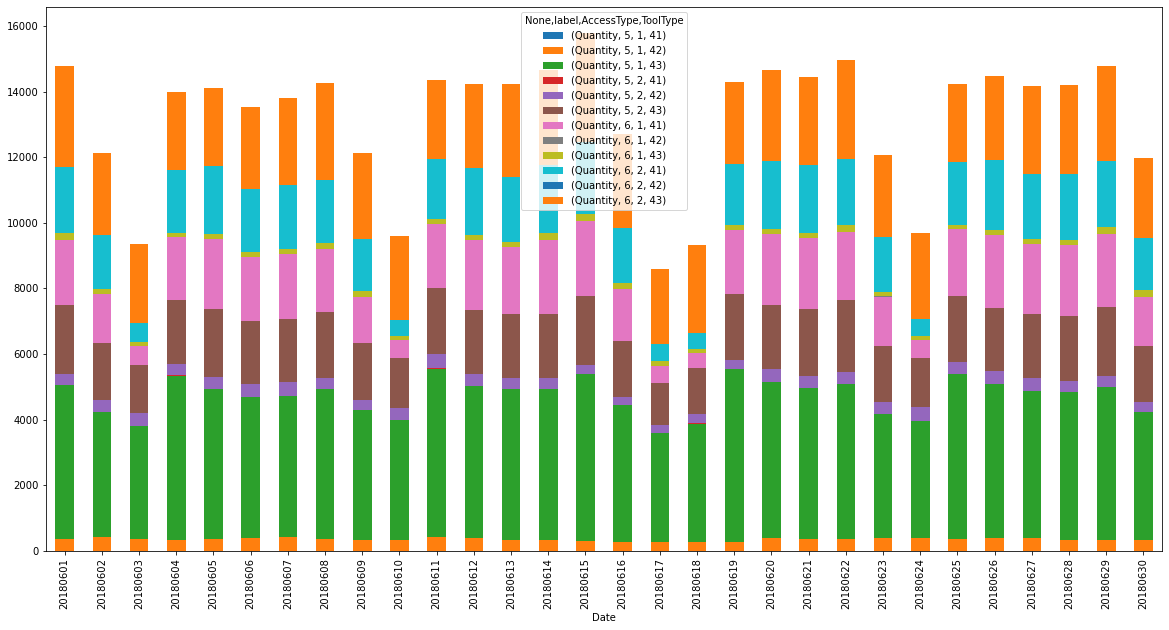 None,label,AccessType,ToolType
(Quantity, 5, 1, 41)
(Quantity, 5, 1, 42)
(Quantity, 5, 1, 43)
(Quantity, 5, 2, 41)
(Quantity, 5, 2, 42)
(Quantity, 5, 2, 43)
(Quantity, 6, 1, 41)
(Quantity, 6, 1, 42)
(Quantity, 6, 1, 43)
(Quantity, 6, 2, 41)
(Quantity, 6, 2, 42)
(Quantity, 6, 2, 43)
16000
14000
12000
10000
8000
6000
4000
2000
0
20180601
20180602
20180603
20180604
20180605
20180606
20180607
20180608
20180609
20180610
20180611
20180612
20180613
20180614
20180615
20180616
20180617
20180618
20180619
20180620
20180621
20180622
20180623
20180624
20180625
20180626
20180627
20180628
20180629
20180630
Date